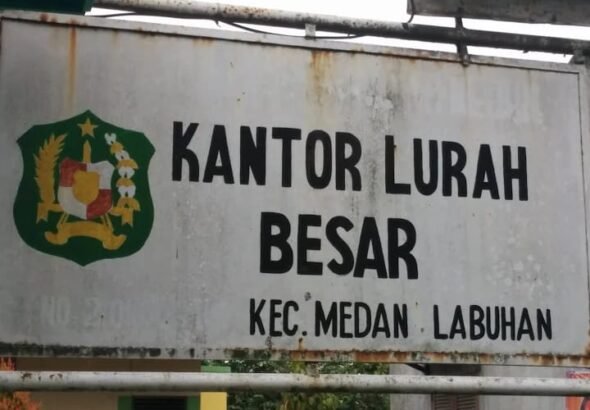 KANTOR LURAH
BESAR
KEC. MEDAN LABUHAN